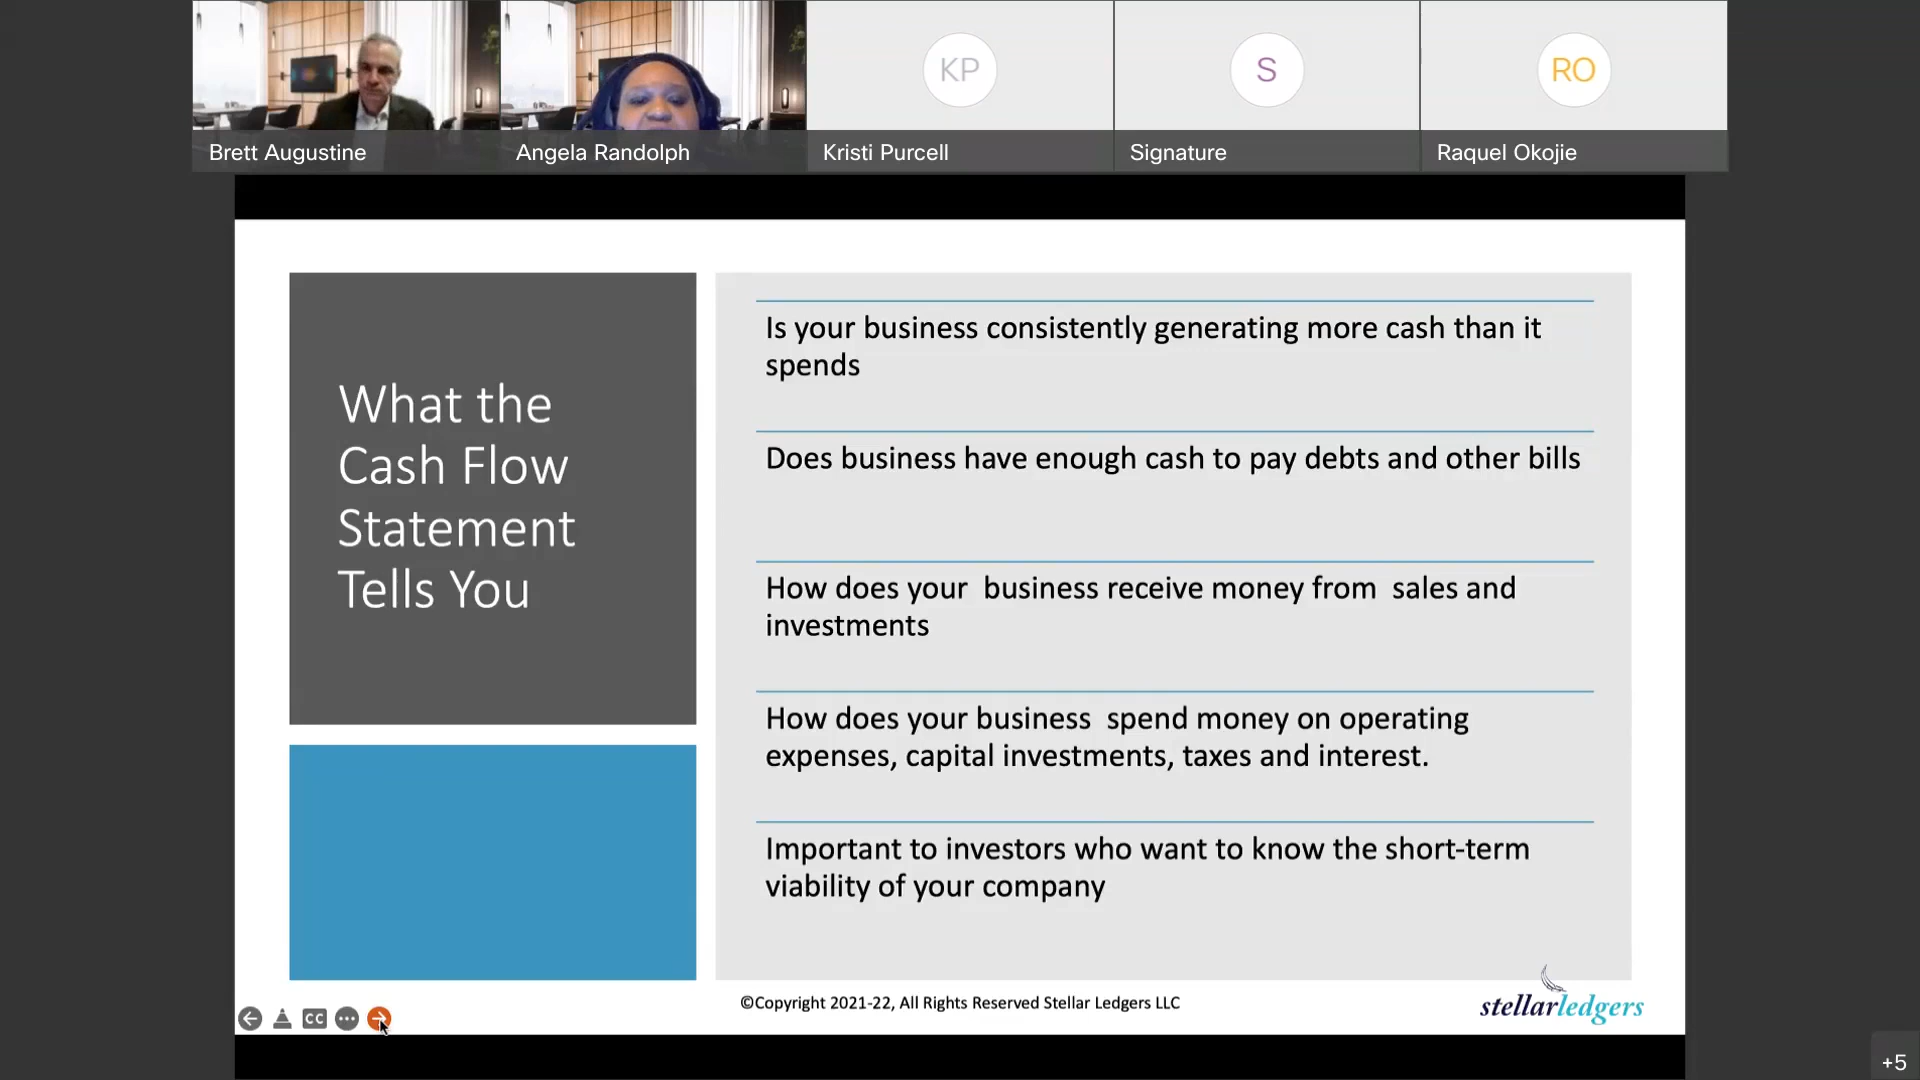 KP
S
RO
Brett Augustine
Angela Randolph
Kristi Purcell
Signature
Raquel Okojie
What the
Cash Flow
Statement
Tells You
Is your business consistently generating more cash than it
spends
Does business have enough cash to pay debts and other bills
How does your  business receive money from  sales and
investments
How does your business  spend money on operating
expenses, capital investments, taxes and interest.
Important to investors who want to know the short-term
viability of your company
©Copyright 2021-22, All Rights Reserved Stellar Ledgers LLC
stellarledgers
CC
+5